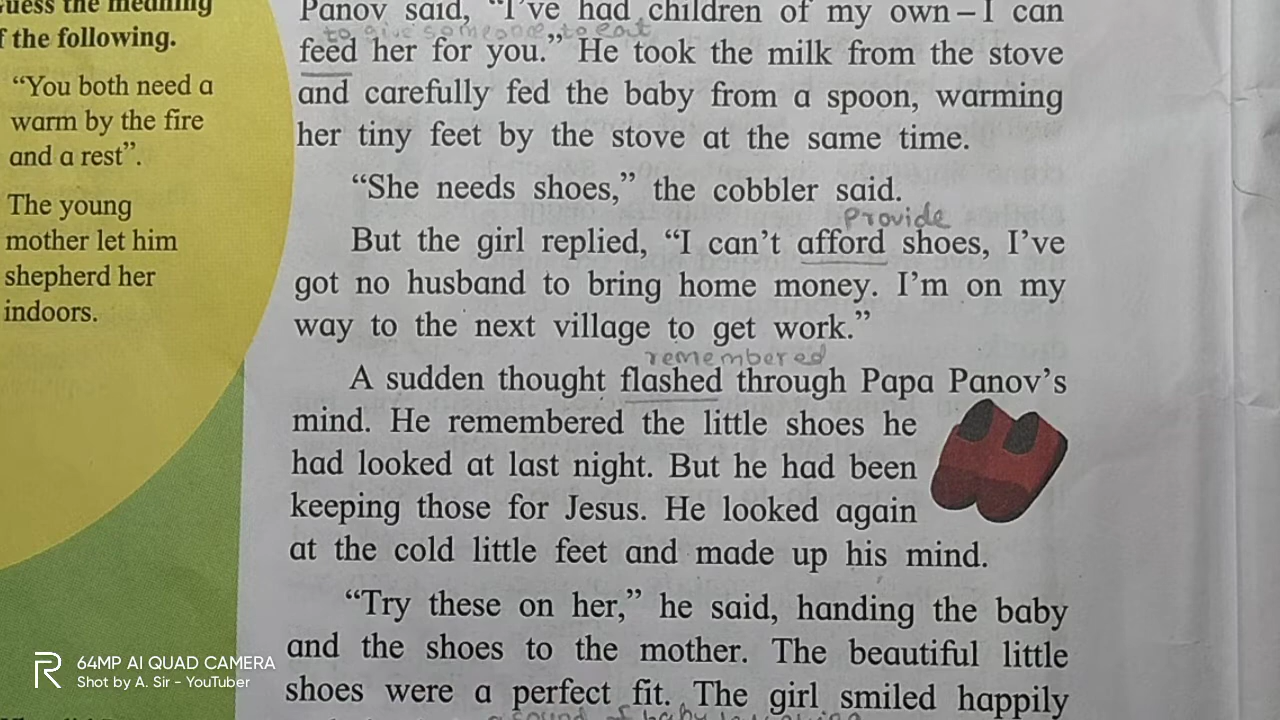 uess the meaning
f the following.
“You both need a
warm by the fire
and a rest”.
The young
mother let him
shepherd her
indoors.
Panov said, “I’ve had children of my own – I can
to give someone to eat
feed her for you.” He took the milk from the stove
and carefully fed the baby from a spoon, warming
her tiny feet by the stove at the same time.
“She needs shoes,” the cobbler said.
provide
But the girl replied, “I can’t afford shoes, I’ve
got no husband to bring home money. I’m on my
way to the next village to get work.”
remembered
A sudden thought flashed through Papa Panov’s
mind. He remembered the little shoes he
had looked at last night. But he had been
keeping those for Jesus. He looked again
at the cold little feet and made up his mind.
“Try these on her,” he said, handing the baby
and the shoes to the mother. The beautiful little
shoes were a perfect fit. The girl smiled happily
a sound of baby
64MP AI QUAD CAMERA
Shot by A. Sir - YouTuber